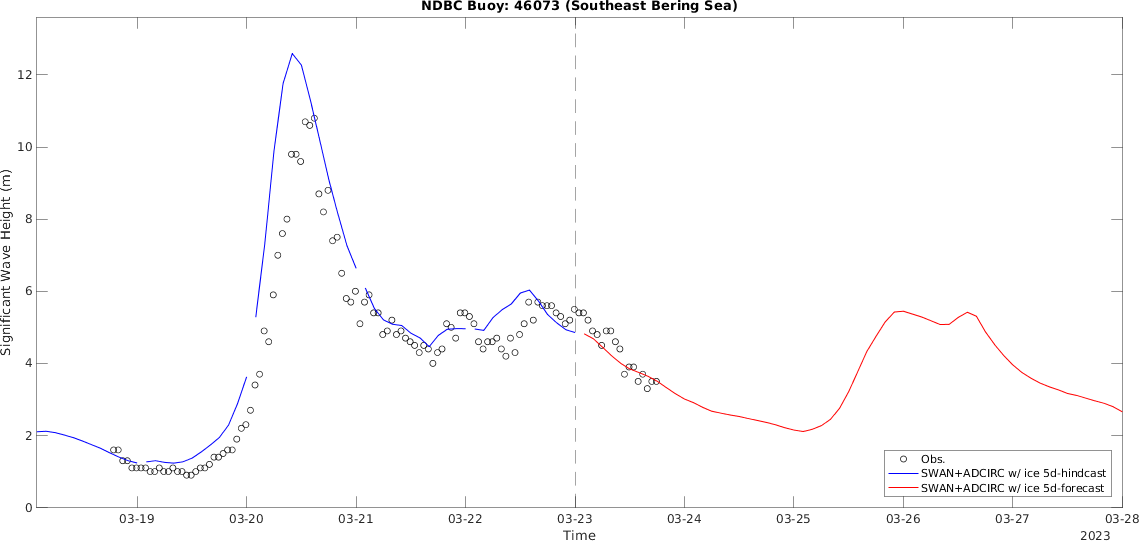 NDBC Buoy: 46073 (Southeast Bering Sea)
Significant Wave Height (m)
12
10
8
6
4
2
0
Obs.
SWAN+ADCIRC w/ ice 5d-hindcast
SWAN+ADCIRC w/ ice 5d-forecast
03-19 03-20 03-21 03-22 03-23 03-24 03-25 03-26 03-27 03-28
Time
2023